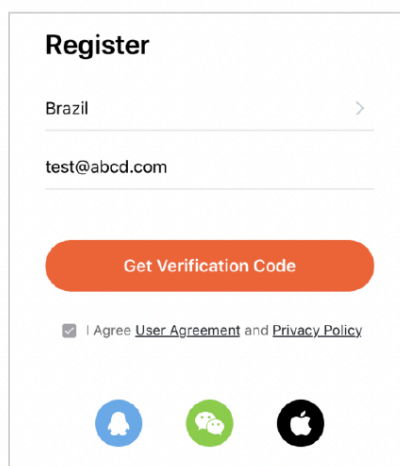 Register
Brazil
test@abcd.com
Get Verification Code
I Agree User Agreement and Privacy Policy